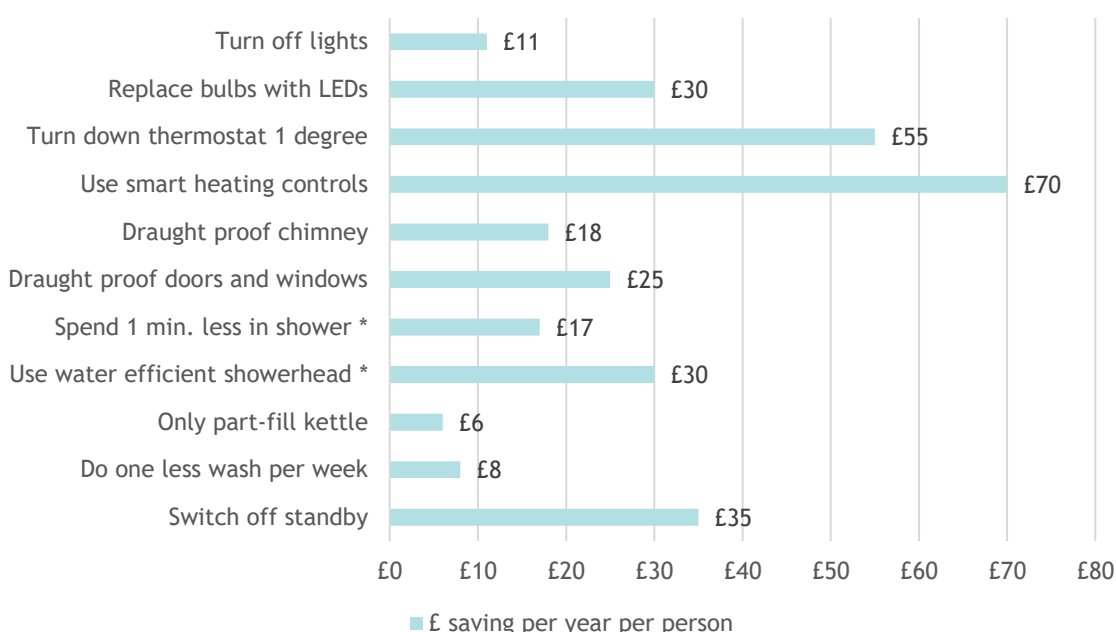 Turn off lights £11
Replace bulbs with LEDs £30
Turn down thermostat 1 degree £55
Use smart heating controls £70
Draught proof chimney £18
Draught proof doors and windows £25
Spend 1 min. less in shower * £17
Use water efficient showerhead * £30
Only part-fill kettle £6
Do one less wash per week £8
Switch off standby £35
£0 £10 £20 £30 £40 £50 £60 £70 £80
£ saving per year per person